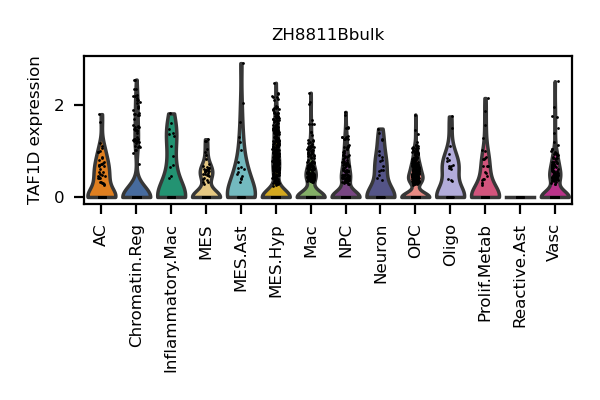 ZH8811Bbulk
TAF1D expression
2
0
AC
Chromatin.Reg
Inflammatory.Mac
MES
MES.Ast
MES.Hyp
Mac
NPC
Neuron
OPC
Oligo
Prolif.Metab
Reactive.Ast
Vasc